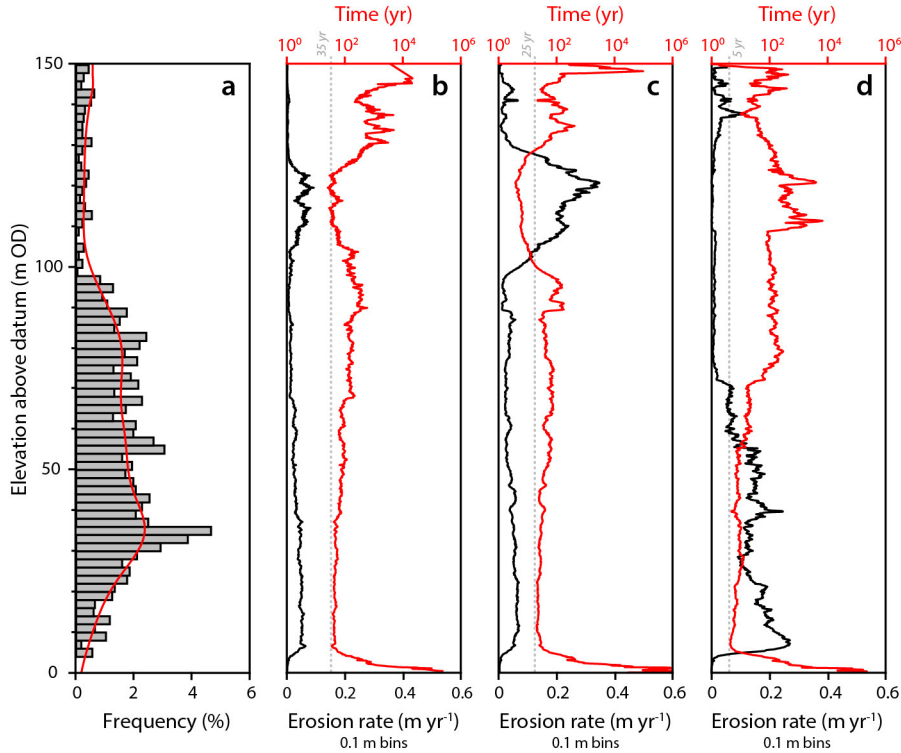 Time (yr)
Time (yr)
Time (yr)
10⁰ 10² 10⁴ 10⁶
10⁰ 10² 10⁴ 10⁶
10⁰ 10² 10⁴ 10⁶
35 yr
25 yr
5 yr
a
b
c
d
Elevation above datum (m OD)
150
100
50
0
0 2 4 6
0 0.2 0.4 0.6
0 0.2 0.4 0.6
0 0.2 0.4 0.6
Frequency (%)
Erosion rate (m yr⁻¹)
0.1 m bins
Erosion rate (m yr⁻¹)
0.1 m bins
Erosion rate (m yr⁻¹)
0.1 m bins